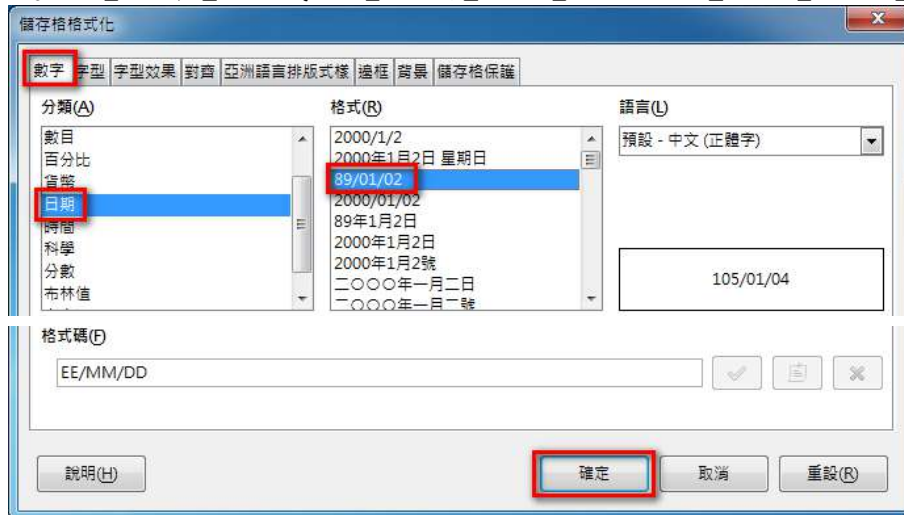 儲存格格式化
數字 字型 字型效果 對齊 亞洲語言排版式樣 邊框 背景 儲存格保護
分類(A)
數目
百分比
貨幣
日期
時間
科學
分數
布林值
格式(R)
2000/1/2
2000年1月2日 星期日
89/01/02
2000/01/02
89年1月2日
2000年1月2日
2000年1月2號
二○○○年一月二日
二○○○年一月二號
語言(L)
預設 - 中文 (正體字)
105/01/04
格式碼(F)
EE/MM/DD
說明(H) 確定 取消 重設(R)